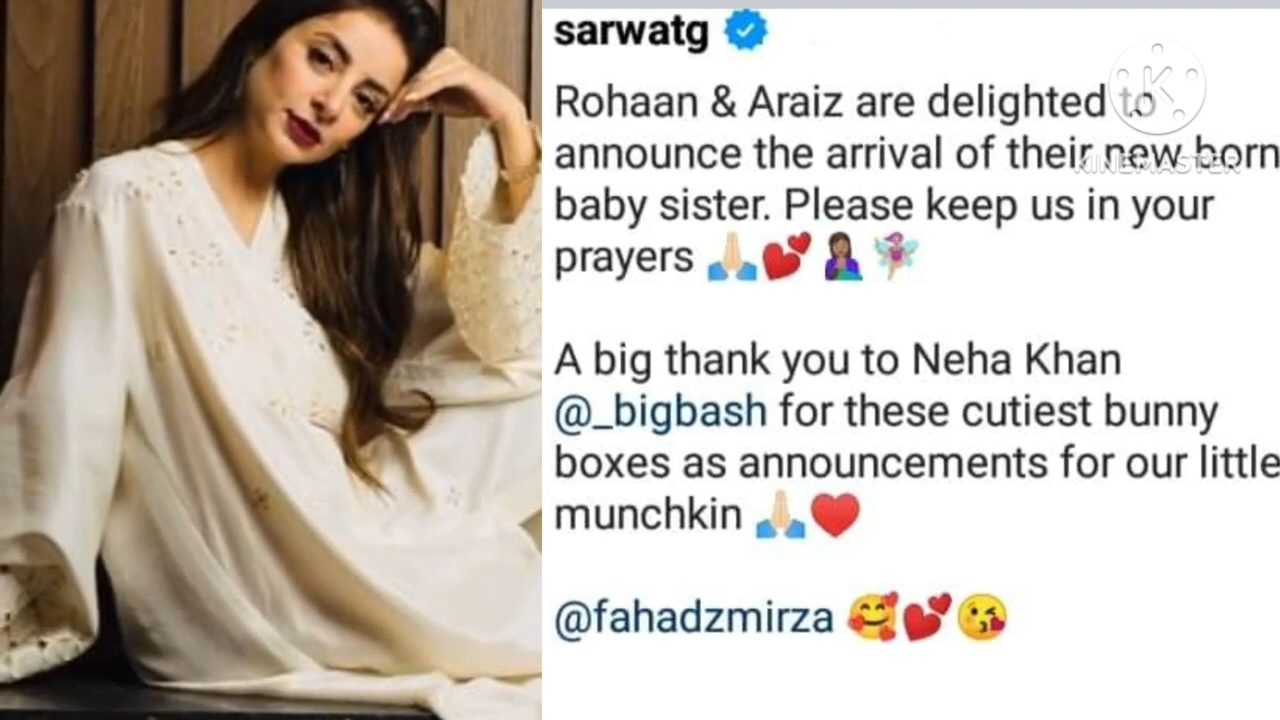 sarwatg
Rohaan & Araiz are delighted to
announce the arrival of their new born
baby sister. Please keep us in your
prayers 🙏🏼💕🤱🏾🧚🏼‍♀️
A big thank you to Neha Khan
@_bigbash for these cutiest bunny
boxes as announcements for our little
munchkin 🙏🏼♥️
@fahadzmirza 🥰💕😘
K
KINEMASTER